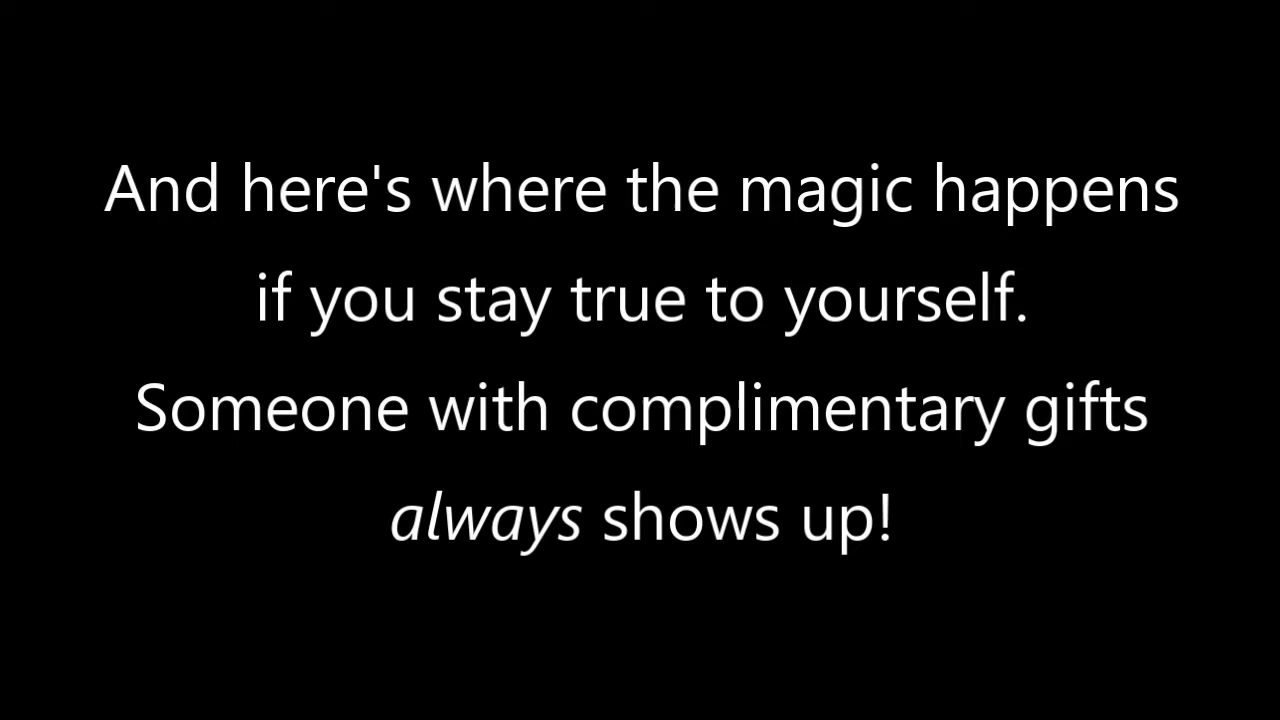 And here's where the magic happens
if you stay true to yourself.
Someone with complimentary gifts
always shows up!